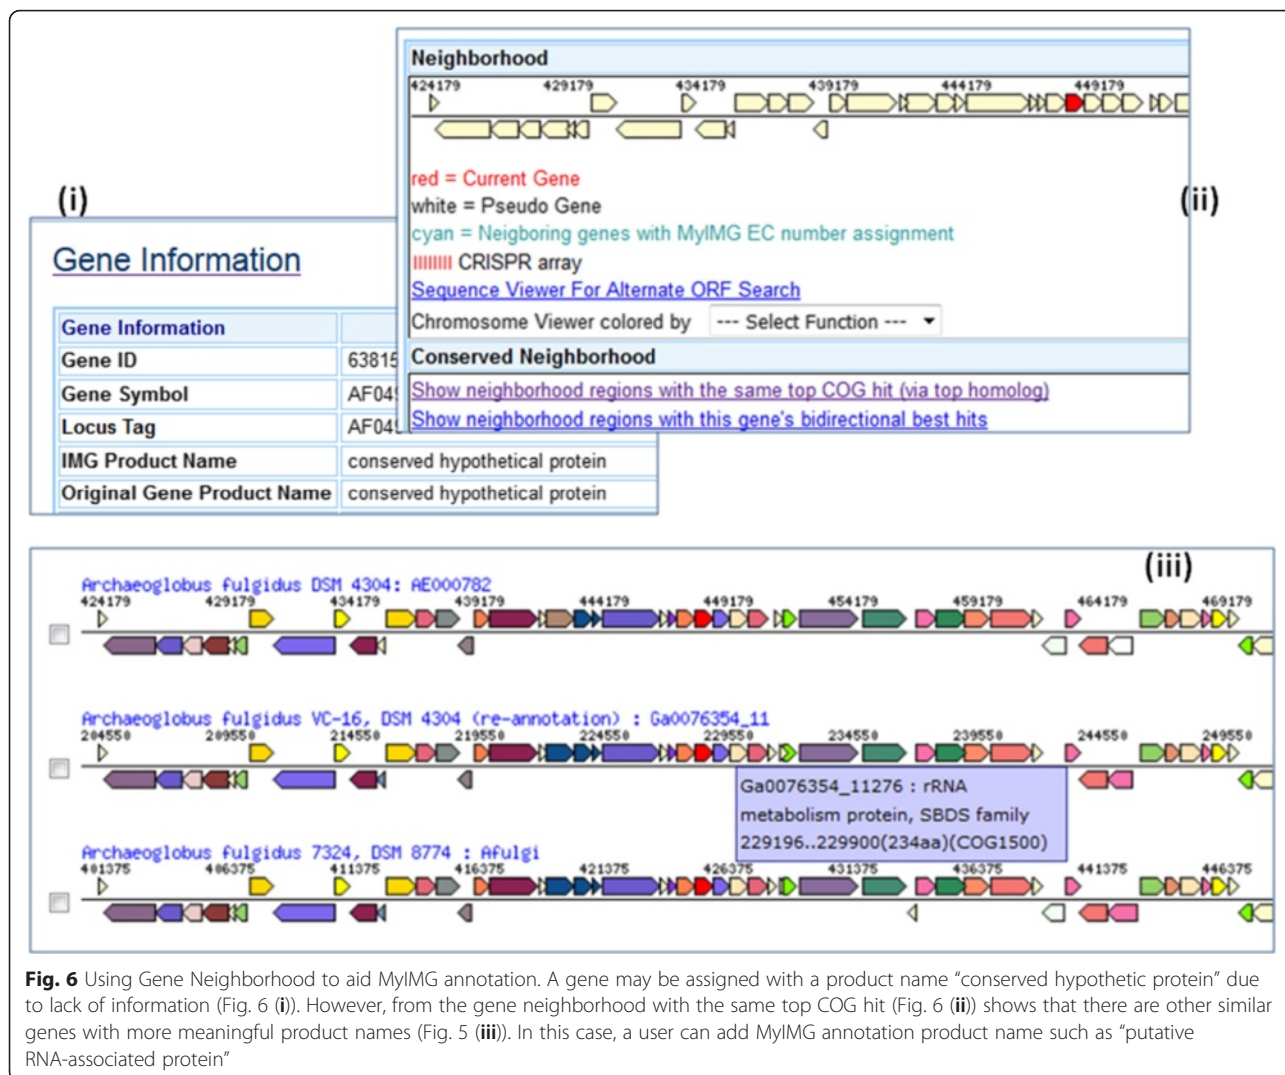 (i)
Gene Information
Gene Information
Gene ID 63815
Gene Symbol AF049
Locus Tag AF049
IMG Product Name conserved hypothetical protein
Original Gene Product Name conserved hypothetical protein
(ii)
Neighborhood
424179 429179 434179 439179 444179 449179
red = Current Gene
white = Pseudo Gene
cyan = Neigboring genes with MyIMG EC number assignment
CRISPR array
Sequence Viewer For Alternate ORF Search
Chromosome Viewer colored by --- Select Function ---
Conserved Neighborhood
Show neighborhood regions with the same top COG hit (via top homolog)
Show neighborhood regions with this gene's bidirectional best hits
(iii)
Archaeoglobus fulgidus DSM 4304: AE000782
424179 429179 434179 439179 444179 449179 454179 459179 464179 469179
Archaeoglobus fulgidus VC-16, DSM 4304 (re-annotation) : Ga0076354_11
204550 209550 214550 219550 224550 229550 234550 239550 244550 249550
Ga0076354_11276 : rRNA
metabolism protein, SBDS family
229196..229900(234aa)(COG1500)
Archaeoglobus fulgidus 7324, DSM 8774 : Afulgi
401375 406375 411375 416375 421375 426375 431375 436375 441375 446375
Fig. 6 Using Gene Neighborhood to aid MyIMG annotation. A gene may be assigned with a product name “conserved hypothetic protein” due
to lack of information (Fig. 6 (i)). However, from the gene neighborhood with the same top COG hit (Fig. 6 (ii)) shows that there are other similar
genes with more meaningful product names (Fig. 5 (iii)). In this case, a user can add MyIMG annotation product name such as “putative
RNA-associated protein”